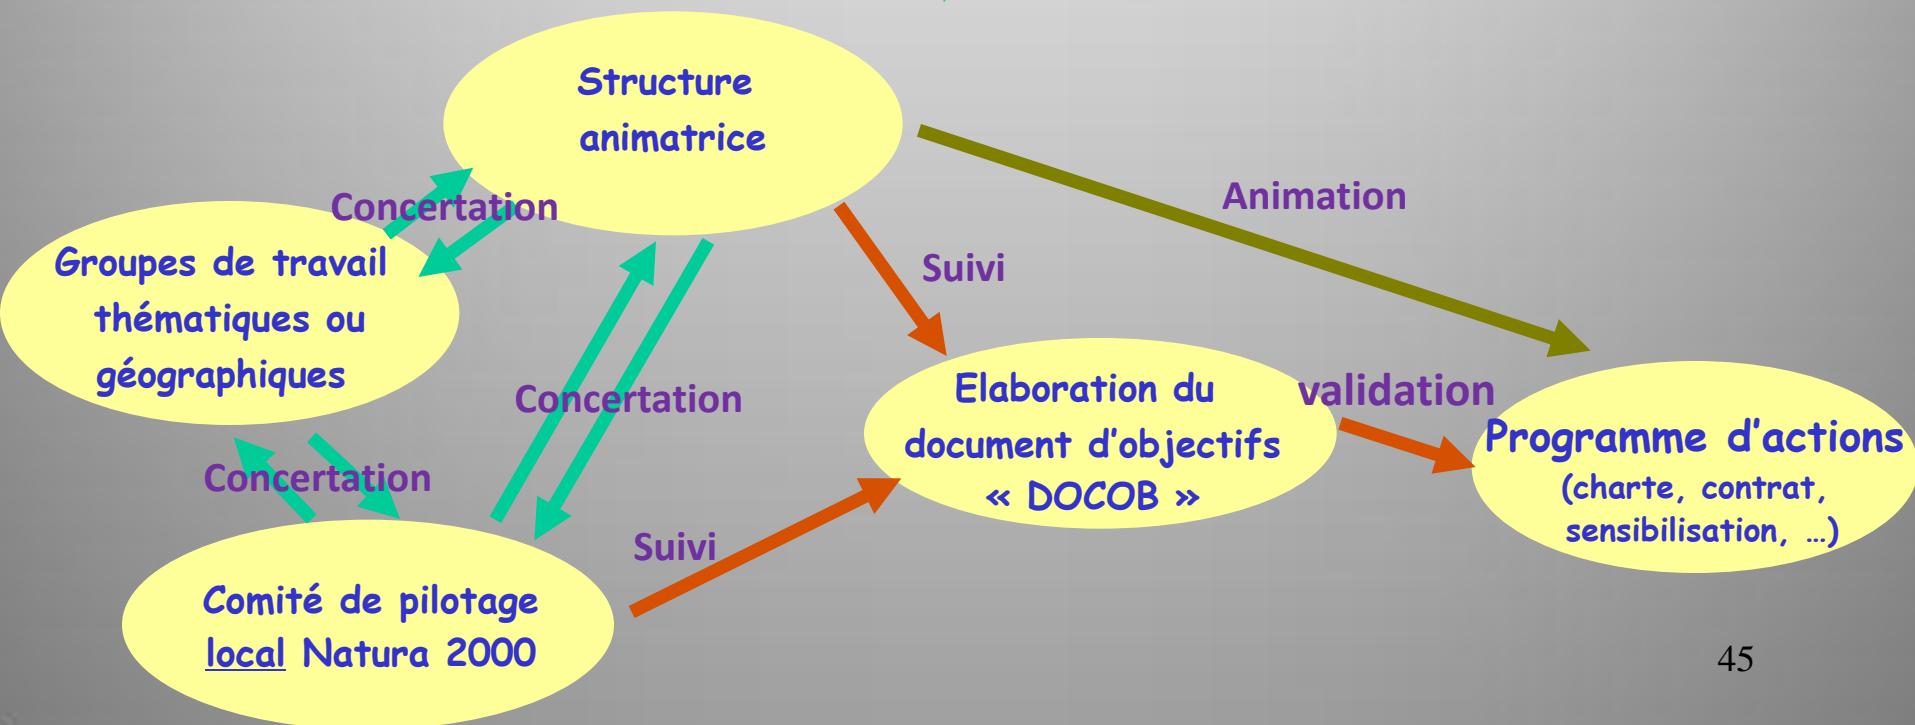 Structure
animatrice
Concertation
Animation
Groupes de travail
thématiques ou
géographiques
Suivi
Concertation
Elaboration du
document d'objectifs
« DOCOB »
validation
Programme d'actions
(charte, contrat,
sensibilisation, ...)
Concertation
Suivi
Comité de pilotage
local Natura 2000
45